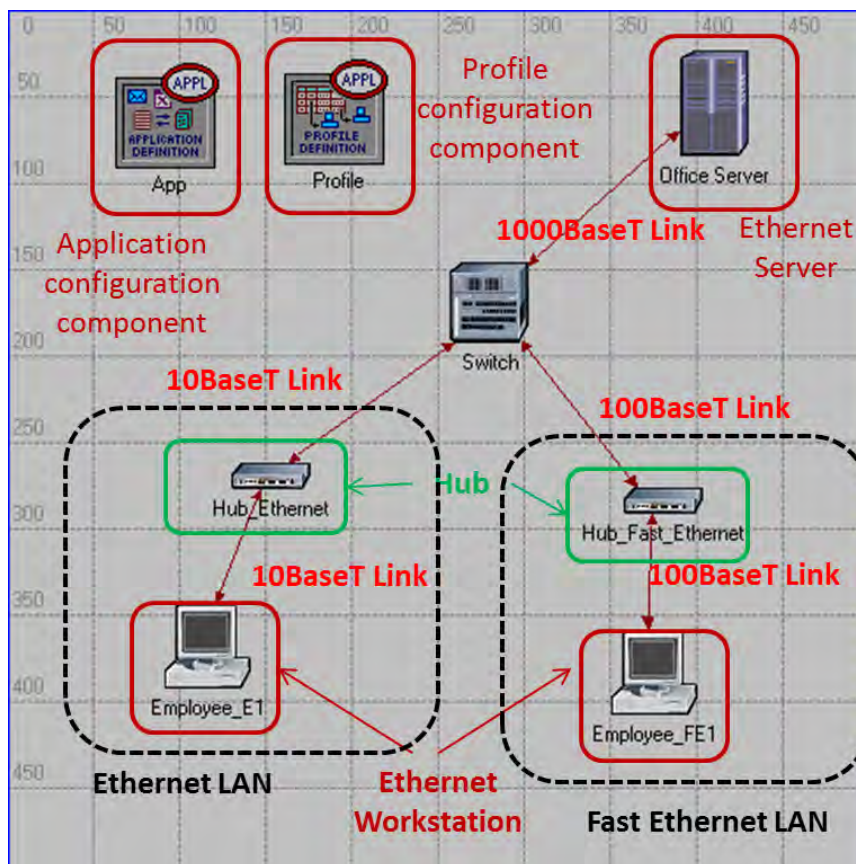 0 50 100 150 200 250 300 350 400 450
50
100
150
200
250
300
350
400
450
APPL
APPLICATION
DEFINITION
App
APPL
PROFILE
DEFINITION
Profile
Profile
configuration
component
Office Server
Application
configuration
component
1000BaseT Link
Ethernet
Server
Switch
10BaseT Link
100BaseT Link
Hub_Ethernet
Hub
Hub_Fast_Ethernet
10BaseT Link
100BaseT Link
Employee_E1
Employee_FE1
Ethernet LAN
Ethernet
Workstation
Fast Ethernet LAN